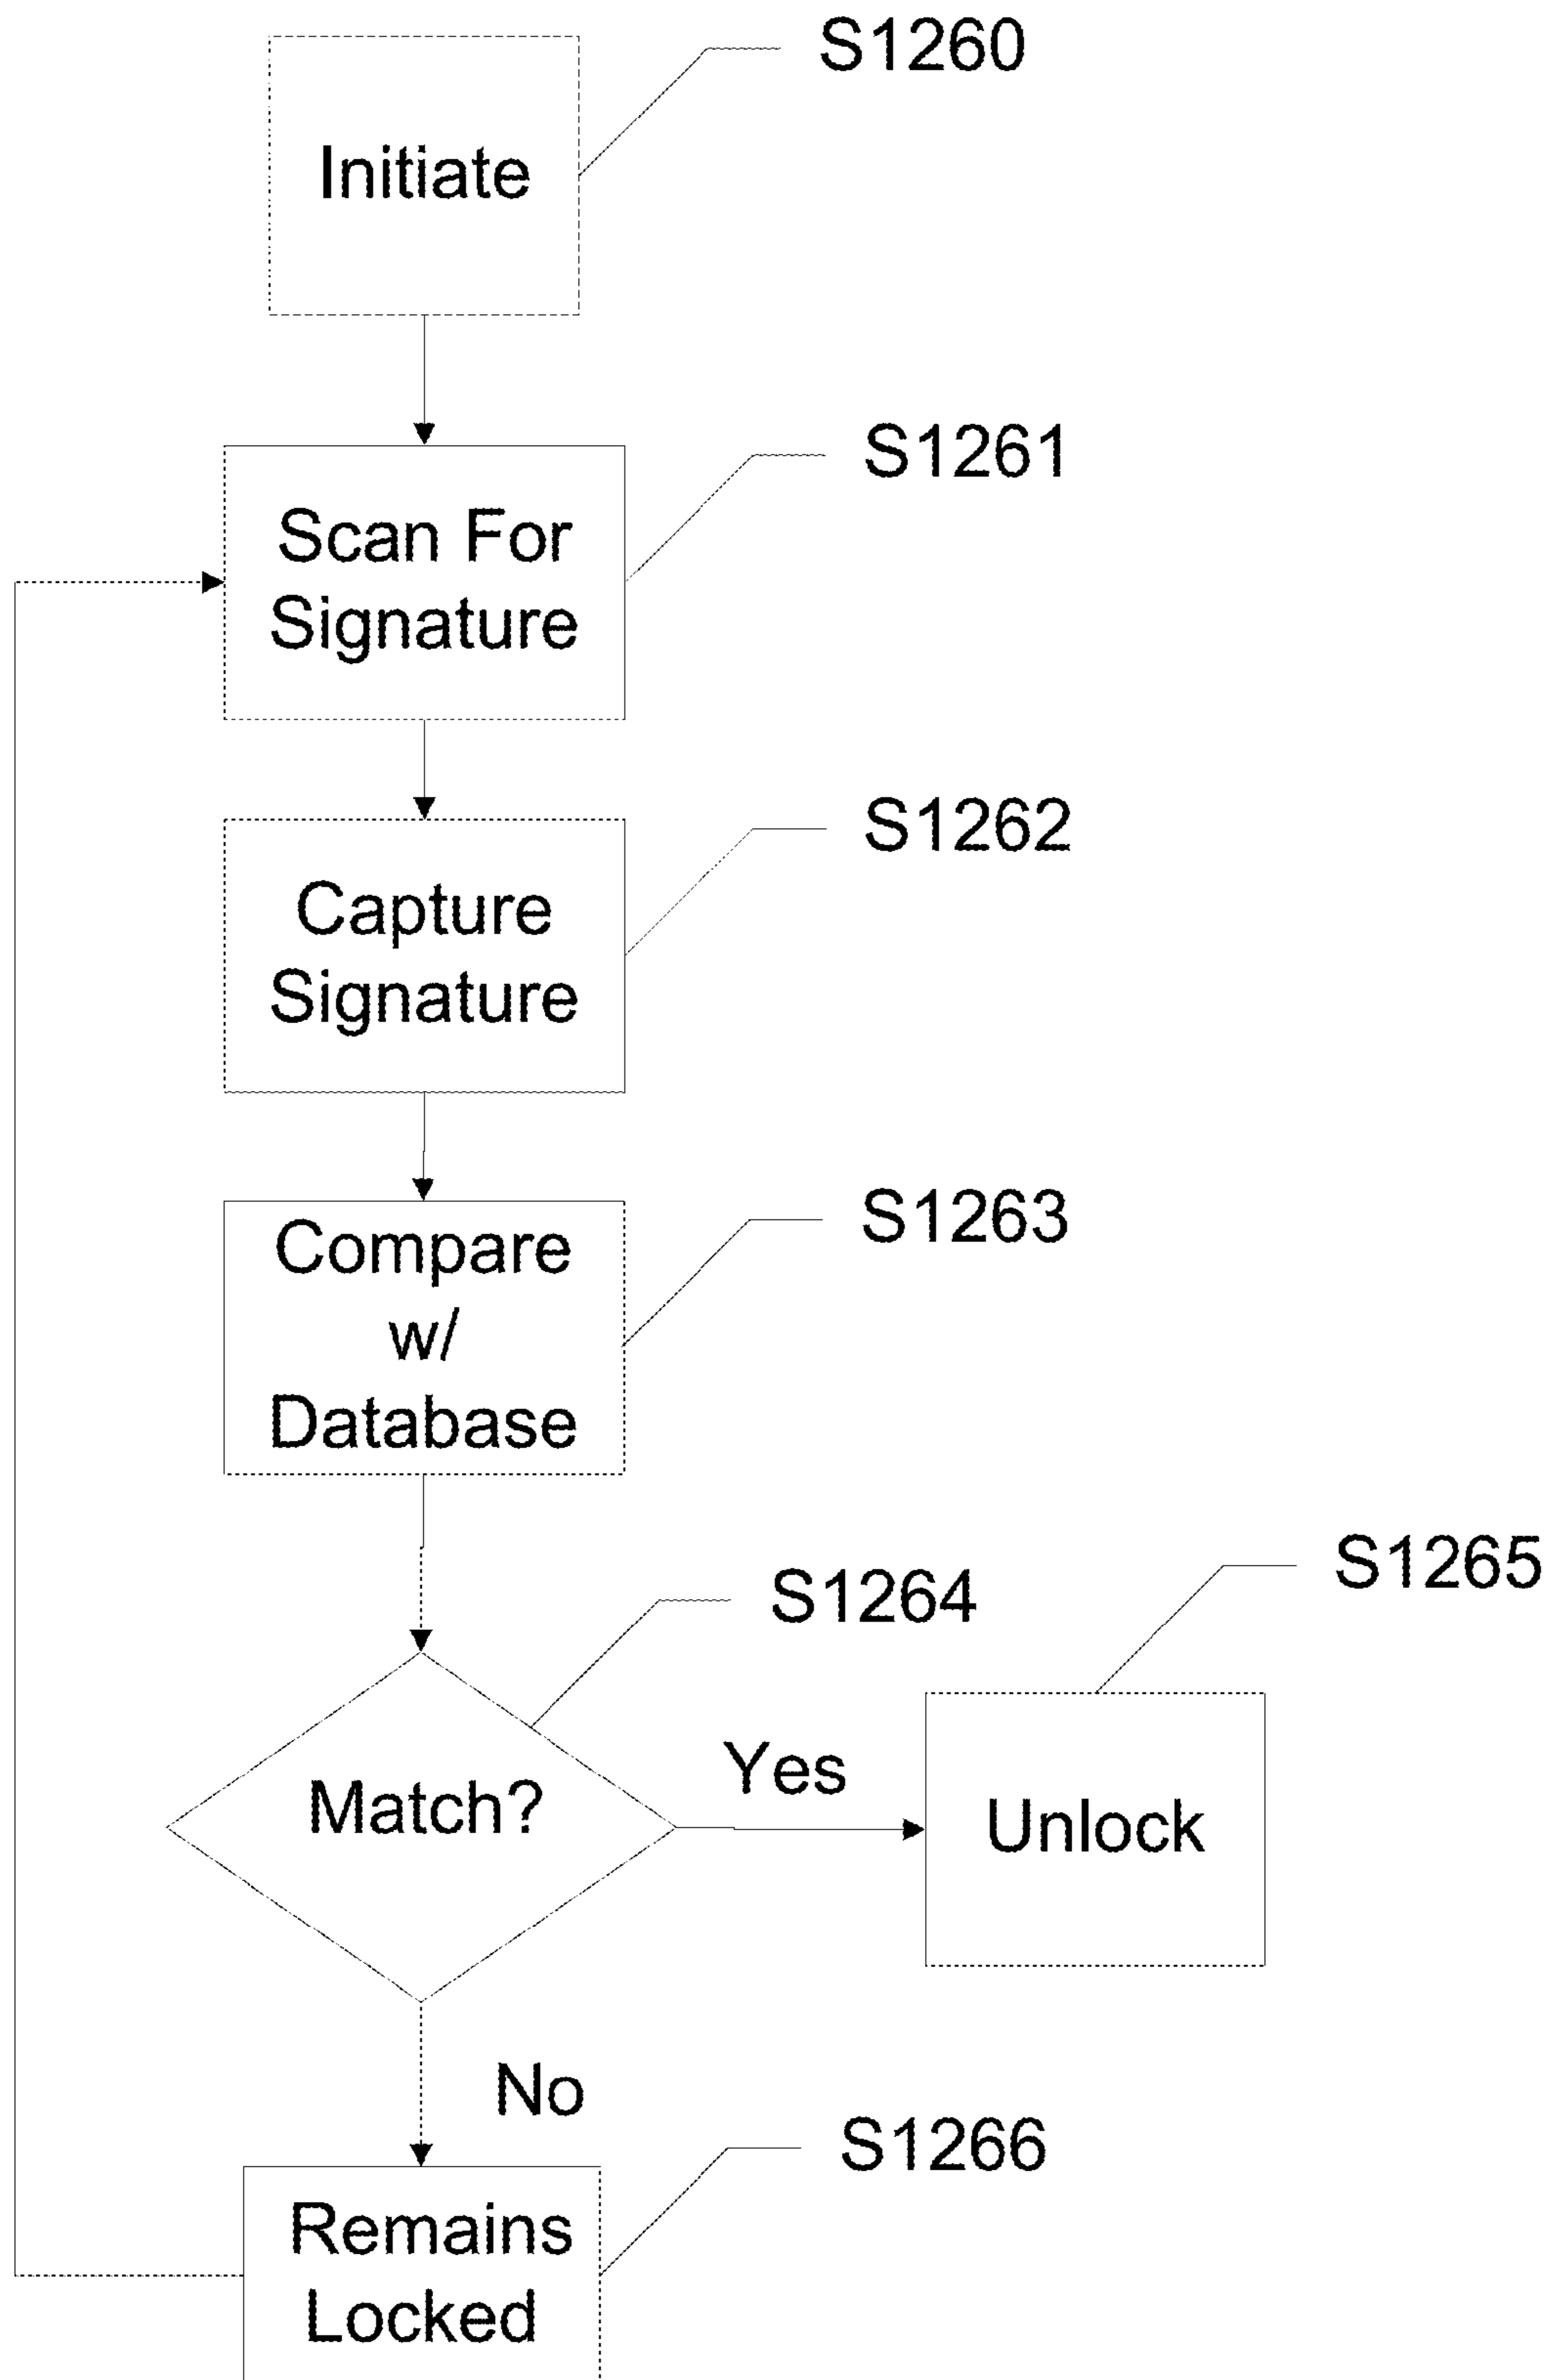 S1260
Initiate
S1261
Scan For
Signature
S1262
Capture
Signature
S1263
Compare
w/
Database
S1264
S1265
Match?
Yes
Unlock
No
S1266
Remains
Locked